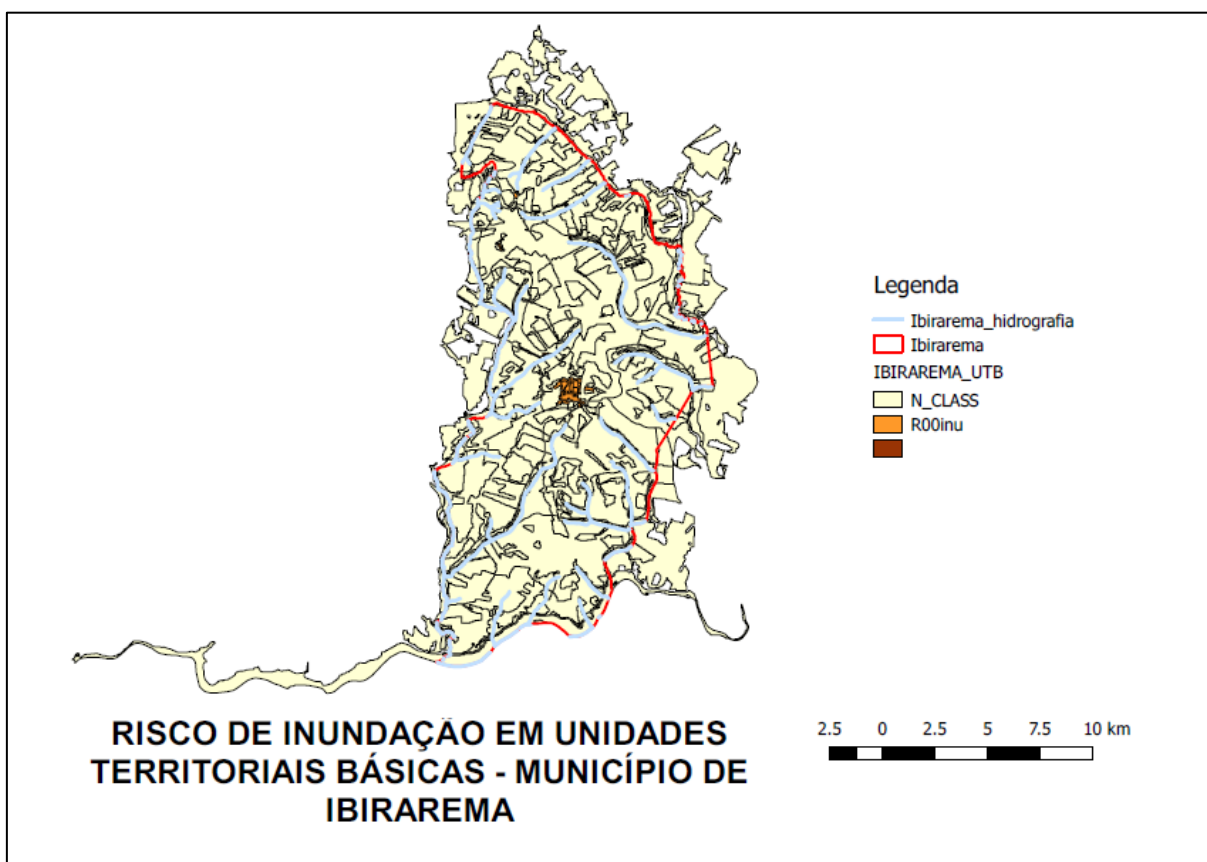 Legenda
Ibirarema_hidrografia
Ibirarema
IBIRAREMA_UTB
N_CLASS
R00inu
RISCO DE INUNDAÇÃO EM UNIDADES
TERRITORIAIS BÁSICAS - MUNICÍPIO DE
IBIRAREMA
2.5 0 2.5 5 7.5 10 km